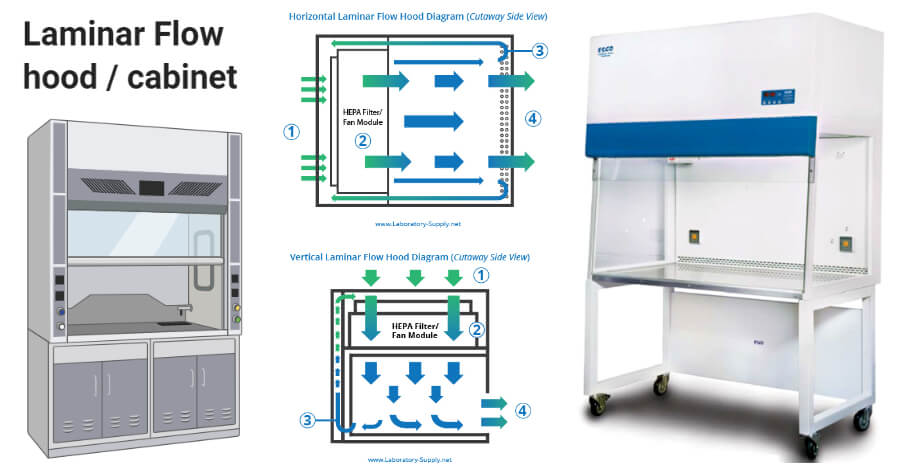 Laminar Flow
hood / cabinet
Horizontal Laminar Flow Hood Diagram (Cutaway Side View)
1
HEPA Filter/
Fan Module
2
3
4
www.Laboratory-Supply.net
Vertical Laminar Flow Hood Diagram (Cutaway Side View)
1
HEPA Filter/
Fan Module
2
3
4
www.Laboratory-Supply.net
esco